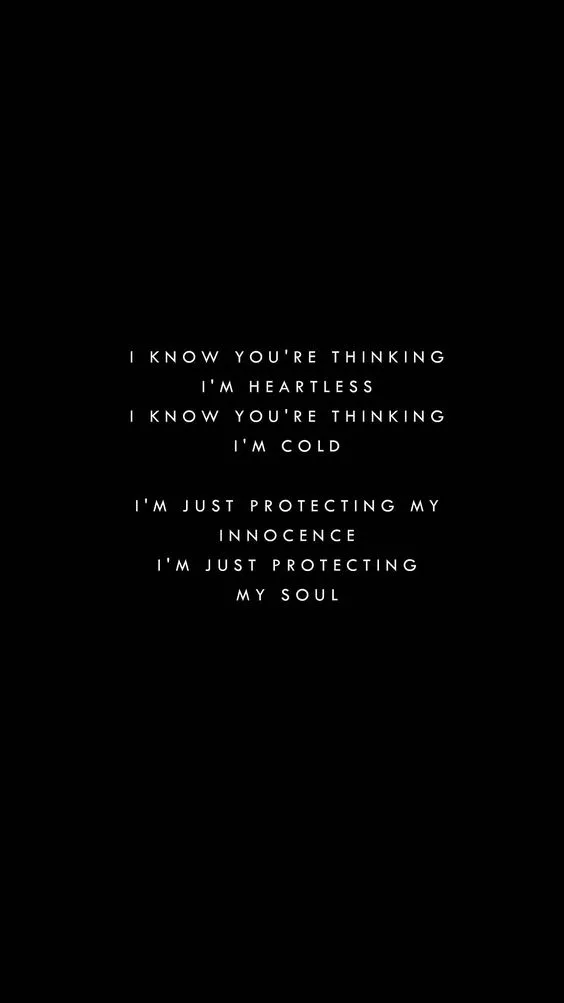 I KNOW YOU'RE THINKING
I'M HEARTLESS
I KNOW YOU'RE THINKING
I'M COLD
I'M JUST PROTECTING MY
INNOCENCE
I'M JUST PROTECTING
MY SOUL